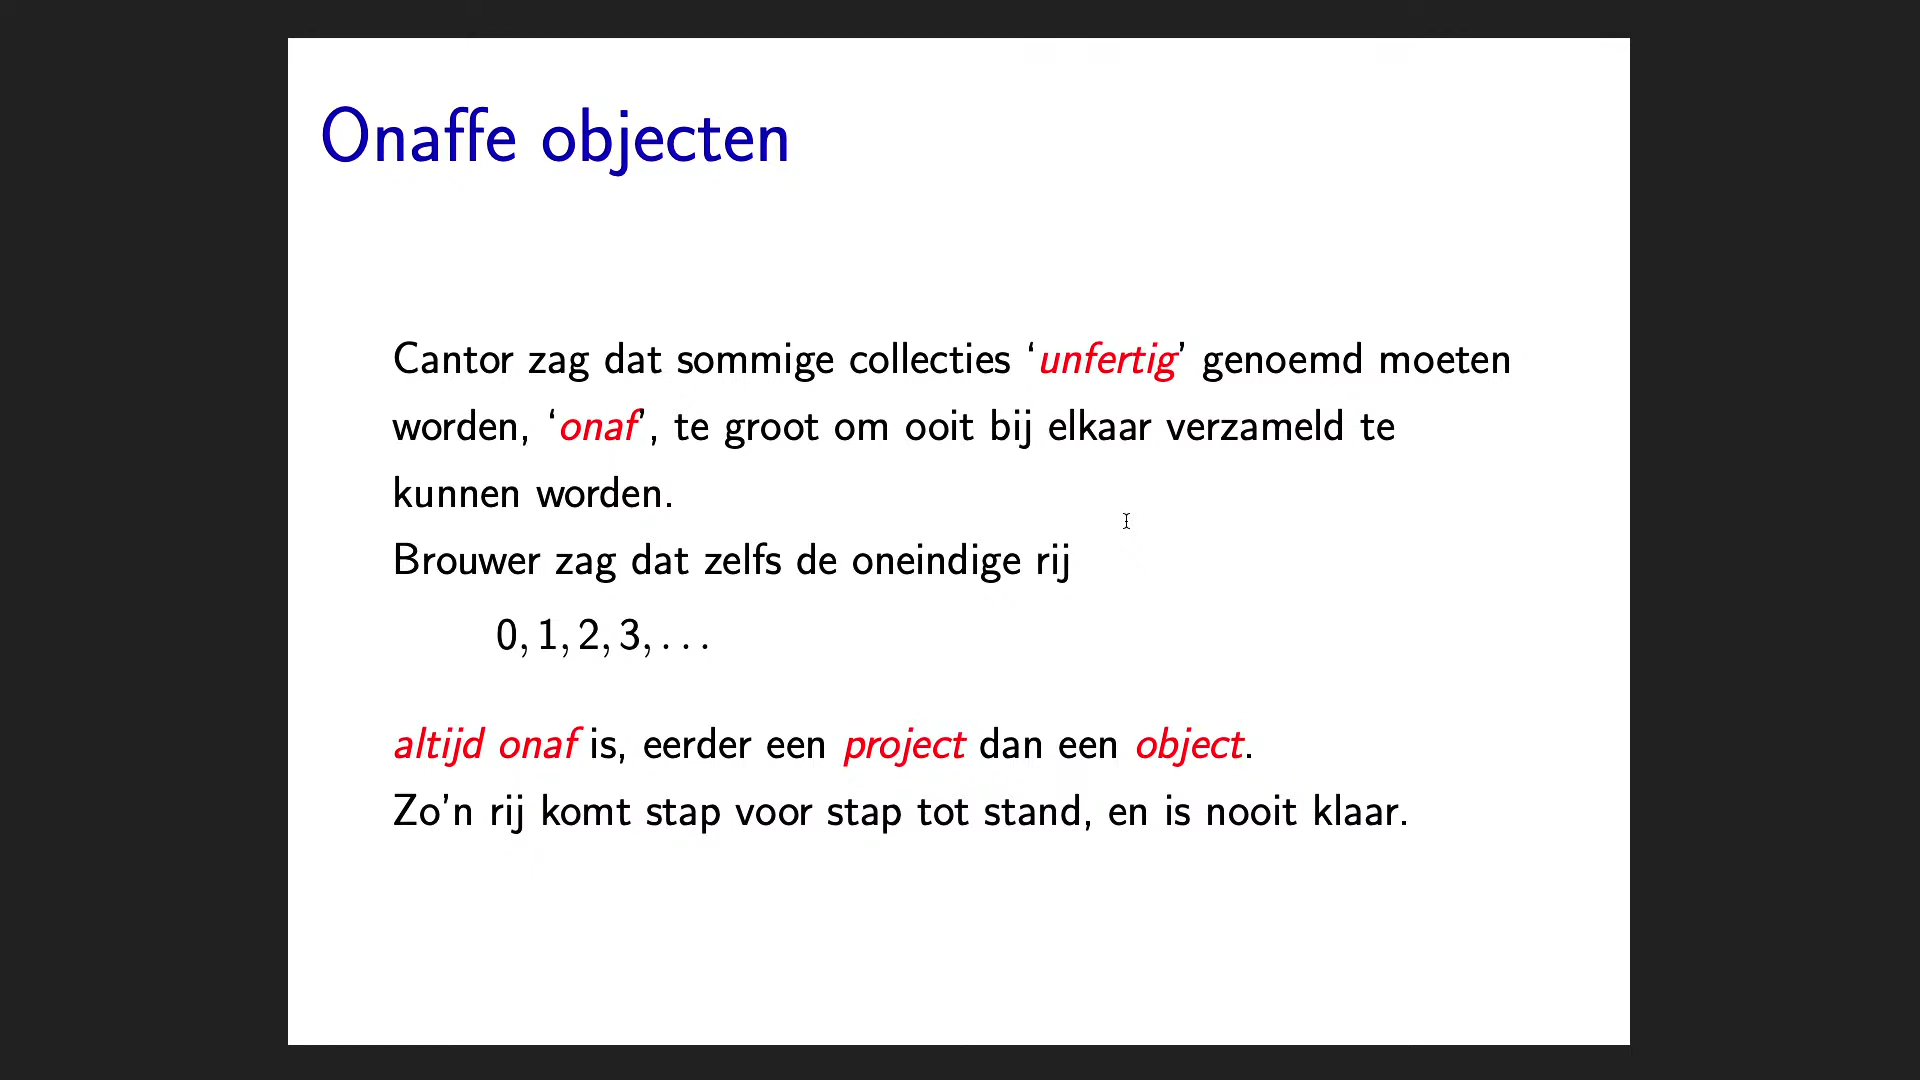 Onaffe objecten
Cantor zag dat sommige collecties ‘unfertig’ genoemd moeten
worden, ‘onaf’, te groot om ooit bij elkaar verzameld te
kunnen worden.
Brouwer zag dat zelfs de oneindige rij
0, 1, 2, 3, . . .
altijd onaf is, eerder een project dan een object.
Zo’n rij komt stap voor stap tot stand, en is nooit klaar.